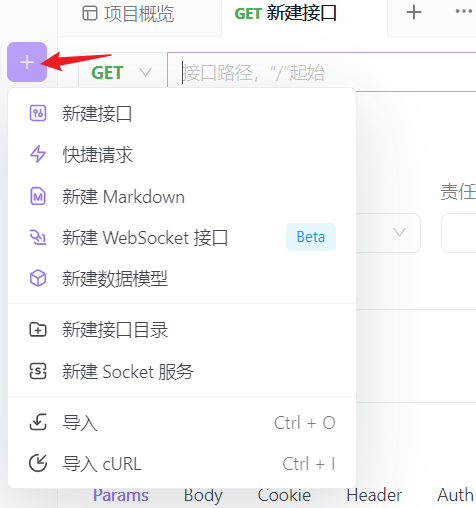 项目概览
GET 新建接口
GET
接口路径，“/”起始
新建接口
快捷请求
责任
新建 Markdown
新建 WebSocket 接口 Beta
新建数据模型
新建接口目录
新建 Socket 服务
导入 Ctrl + O
导入 cURL Ctrl + I
Params Body Cookie Header Auth